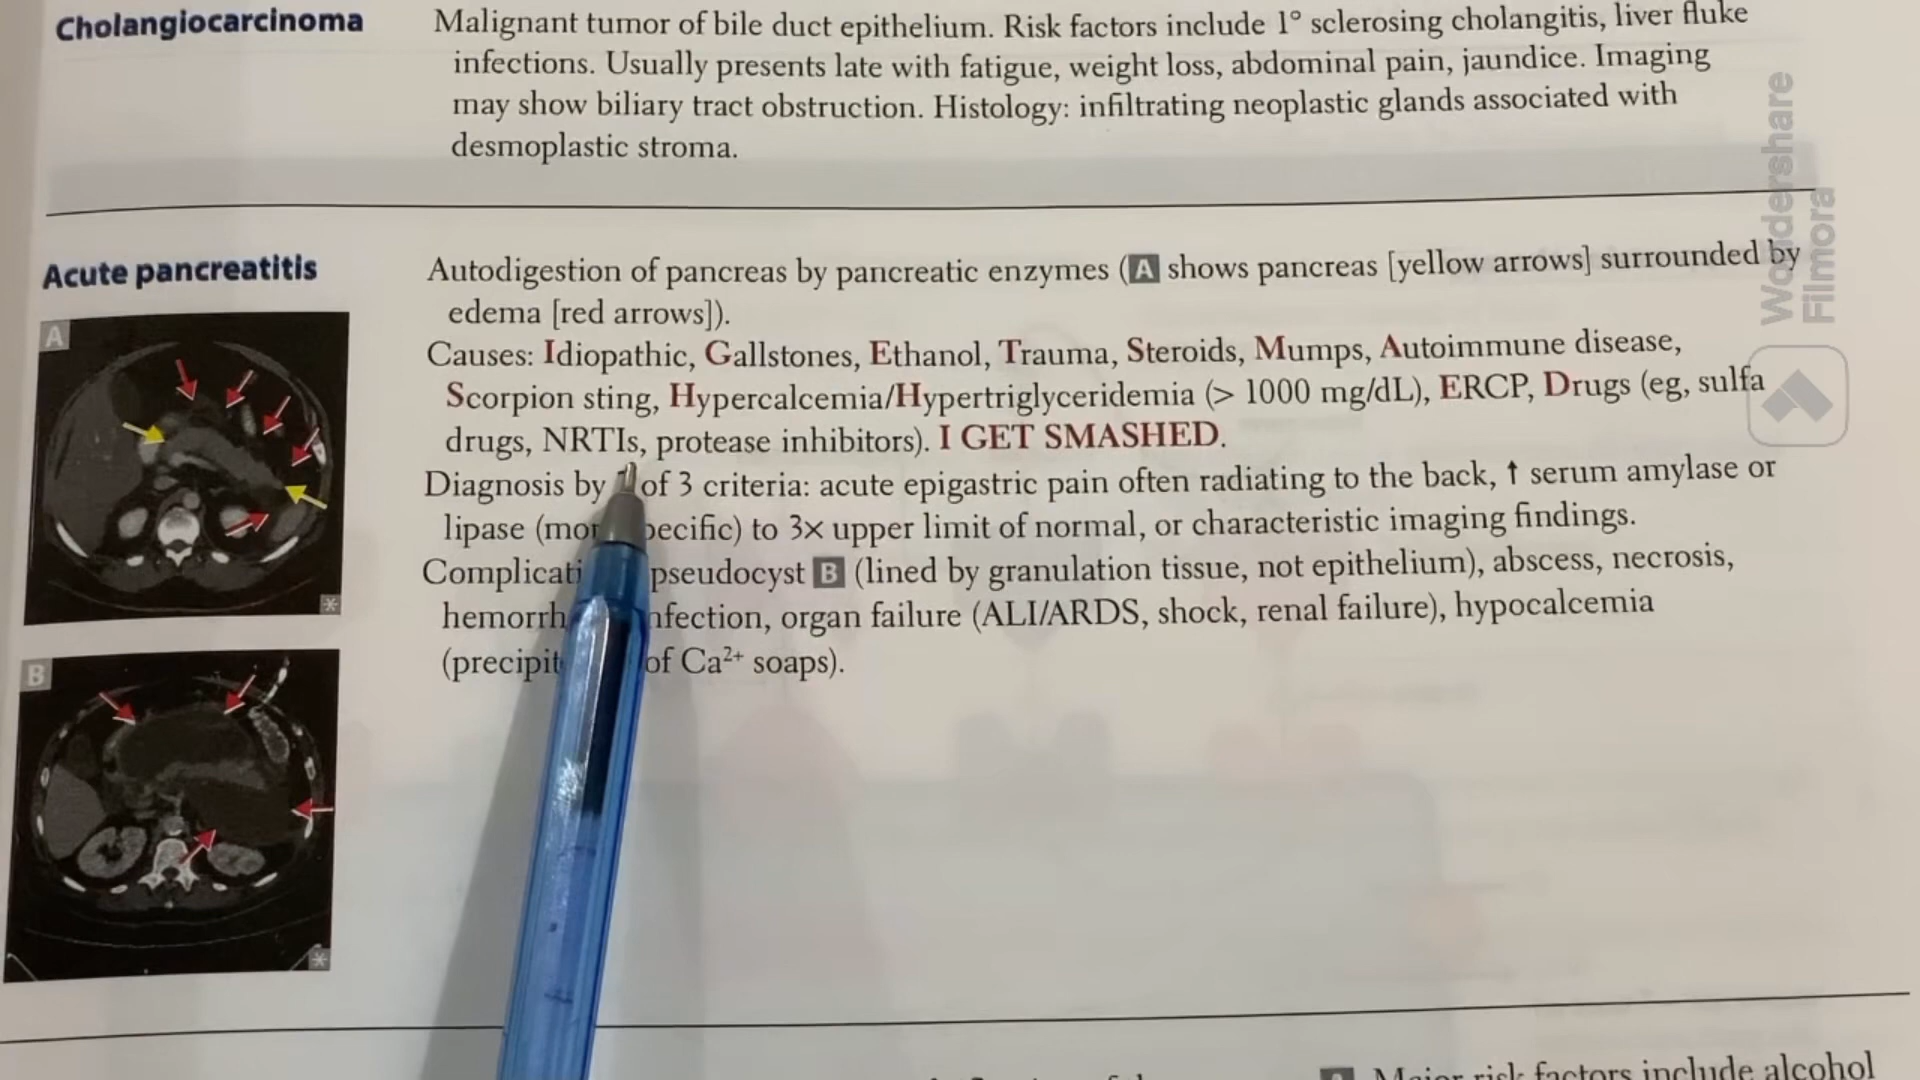 Cholangiocarcinoma
Malignant tumor of bile duct epithelium. Risk factors include 1° sclerosing cholangitis, liver fluke
infections. Usually presents late with fatigue, weight loss, abdominal pain, jaundice. Imaging
may show biliary tract obstruction. Histology: infiltrating neoplastic glands associated with
desmoplastic stroma.
Acute pancreatitis
Autodigestion of pancreas by pancreatic enzymes (A shows pancreas [yellow arrows] surrounded by
edema [red arrows]).
Causes: Idiopathic, Gallstones, Ethanol, Trauma, Steroids, Mumps, Autoimmune disease,
Scorpion sting, Hypercalcemia/Hypertriglyceridemia (> 1000 mg/dL), ERCP, Drugs (eg, sulfa
drugs, NRTIs, protease inhibitors). I GET SMASHED.
Diagnosis by of 3 criteria: acute epigastric pain often radiating to the back, ↑ serum amylase or
lipase (mor pecific) to 3× upper limit of normal, or characteristic imaging findings.
Complicati pseudocyst B (lined by granulation tissue, not epithelium), abscess, necrosis,
hemorrh nfection, organ failure (ALI/ARDS, shock, renal failure), hypocalcemia
(precipit of Ca²⁺ soaps).
A
B
Major risk factors include alcohol
Wondershare
Filmora